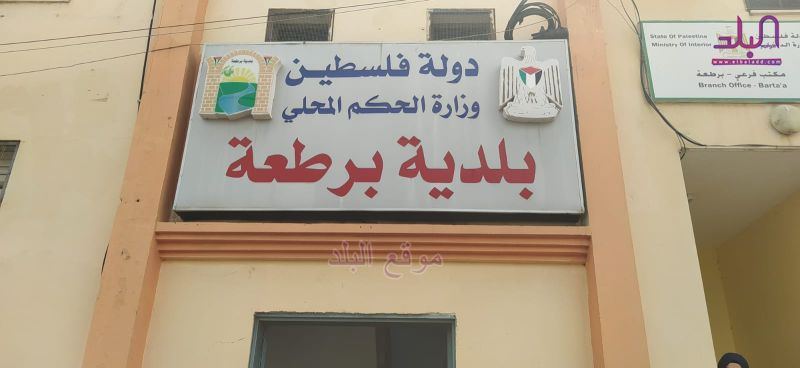 دولة فلسطين
وزارة الحكم المحلي
بلدية برطعة
بلدية برطعة
State Of Palestine
Ministry Of Interior
مكتب فرعي - برطعة
Branch Office - Barta'a
البلد
www.elbaladd.com
موقع البلد